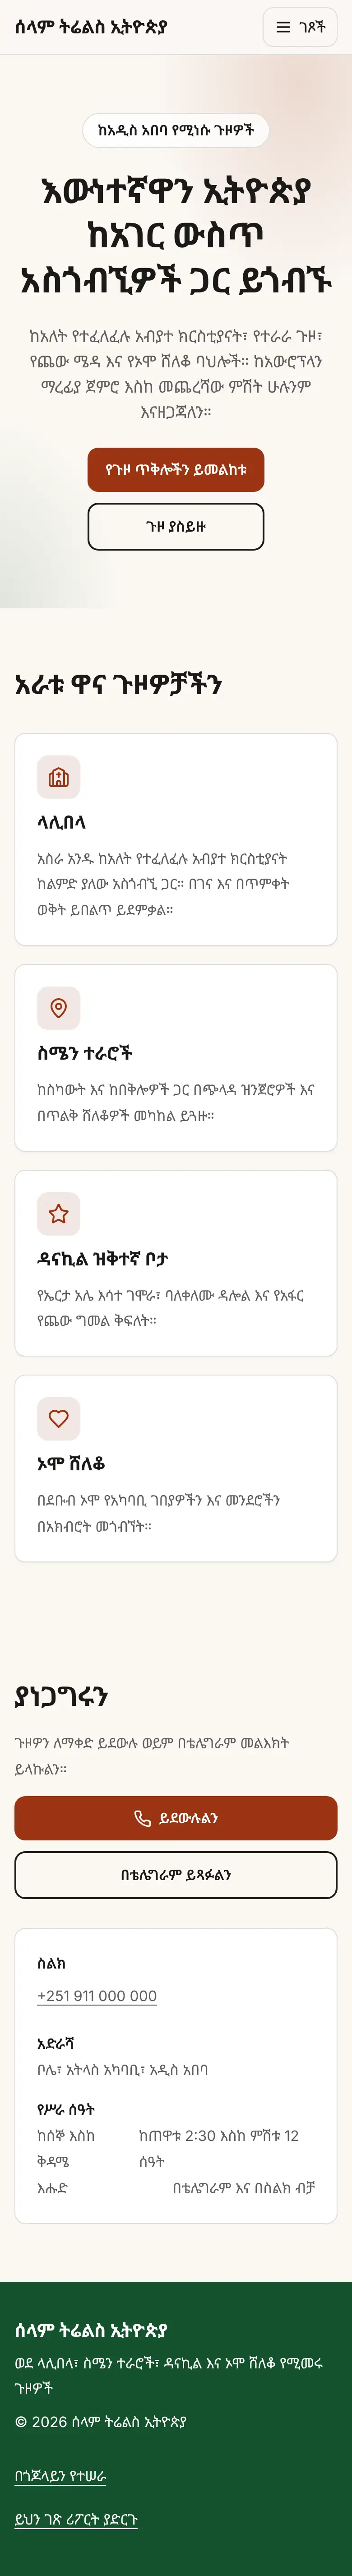 ሰላም ትሬልስ ኢትዮጵያ
ገጾች
ከአዲስ አበባ የሚነሱ ጉዞዎች
እውነተኛዋን ኢትዮጵያ
ከአገር ውስጥ
አስጎብኚዎች ጋር ይጎብኙ
ከአለት የተፈለፈሉ አብያተ ክርስቲያናት፣ የተራራ ጉዞ፣
የጨው ሜዳ እና የኦሞ ሸለቆ ባህሎች። ከአውሮፕላን
ማረፊያ ጀምሮ እስከ መጨረሻው ምሽት ሁሉንም
እናዘጋጃለን።
የጉዞ ጥቅሎችን ይመልከቱ
ጉዞ ያስይዙ
አራቱ ዋና ጉዞዎቻችን
ላሊበላ
አስራ አንዱ ከአለት የተፈለፈሉ አብያተ ክርስቲያናት
ከልምድ ያለው አስጎብኚ ጋር። በገና እና በጥምቀት
ወቅት ይበልጥ ይደምቃል።
ስሜን ተራሮች
ከስካውት እና ከበቅሎዎች ጋር በጭላዳ ዝንጀሮዎች እና
በጥልቅ ሸለቆዎች መካከል ይጓዙ።
ዳናኪል ዝቅተኛ ቦታ
የኤርታ አሌ እሳተ ገሞራ፣ ባለቀለሙ ዳሎል እና የአፋር
የጨው ግመል ቅፍለት።
ኦሞ ሸለቆ
በደቡብ ኦሞ የአካባቢ ገበያዎችን እና መንደሮችን
በአክብሮት መጎብኘት።
ያነጋግሩን
ጉዞዎን ለማቀድ ይደውሉ ወይም በቴሌግራም መልእክት
ይላኩልን።
ይደውሉልን
በቴሌግራም ይጻፉልን
ስልክ
+251 911 000 000
አድራሻ
ቦሌ፣ አትላስ አካባቢ፣ አዲስ አበባ
የሥራ ሰዓት
ከሰኞ እስከ ቅዳሜ
ከጠዋቱ 2:30 እስከ ምሽቱ 12 ሰዓት
እሑድ
በቴሌግራም እና በስልክ ብቻ
ሰላም ትሬልስ ኢትዮጵያ
ወደ ላሊበላ፣ ስሜን ተራሮች፣ ዳናኪል እና ኦሞ ሸለቆ የሚመሩ
ጉዞዎች
© 2026 ሰላም ትሬልስ ኢትዮጵያ
በጎጆላይን የተሠራ
ይህን ገጽ ሪፖርት ያድርጉ